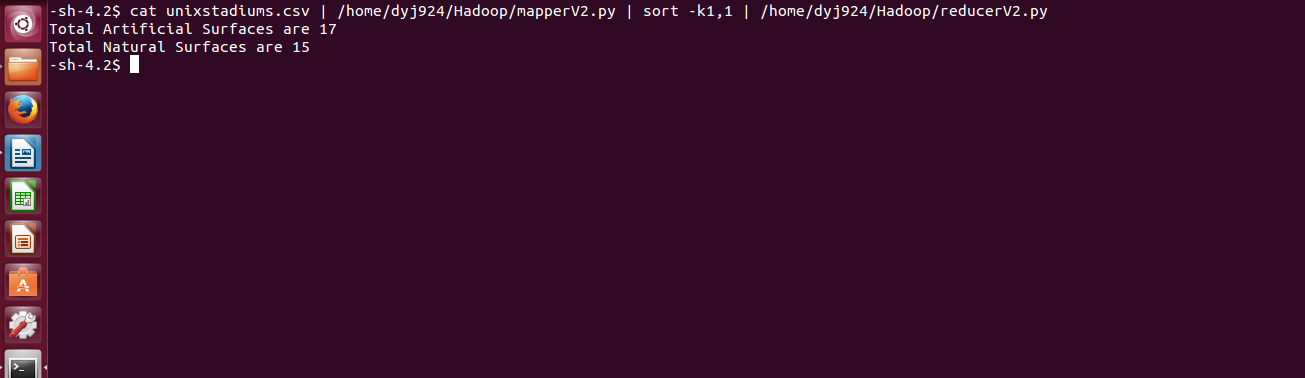 -sh-4.2$ cat unixstadiums.csv | /home/dyj924/Hadoop/mapperV2.py | sort -k1,1 | /home/dyj924/Hadoop/reducerV2.py
Total Artificial Surfaces are 17
Total Natural Surfaces are 15
-sh-4.2$